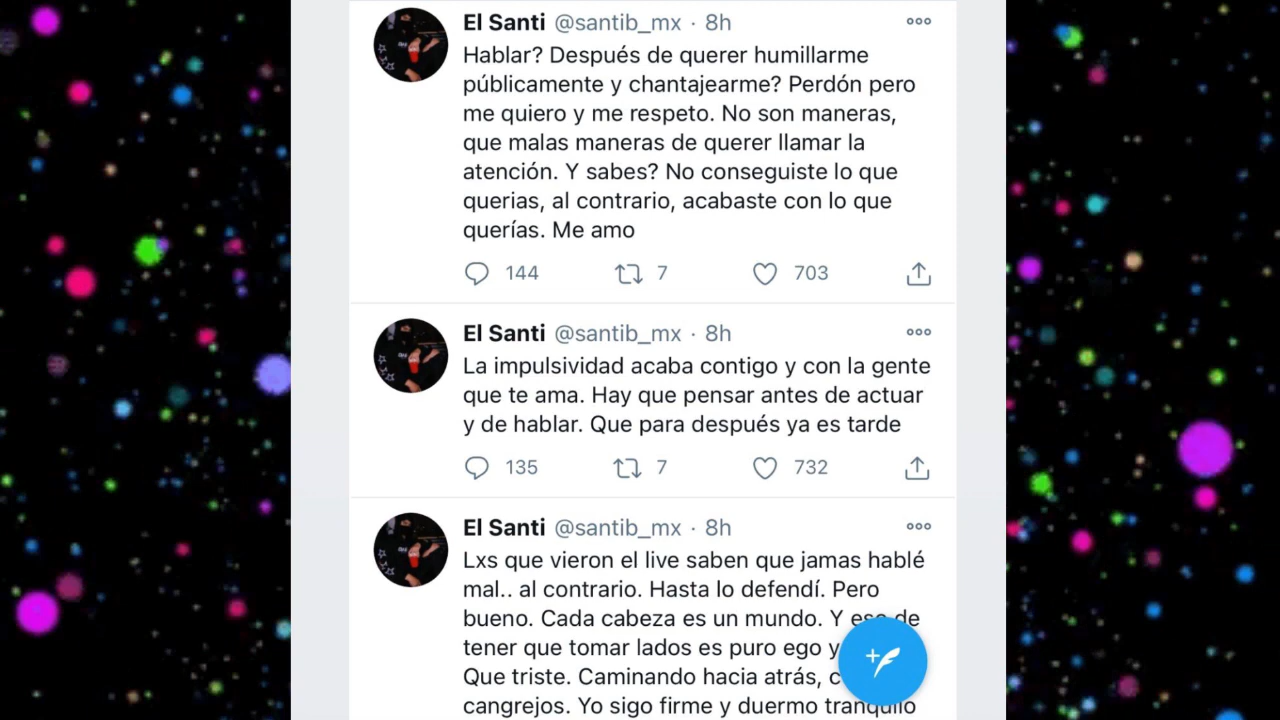 El Santi @santib_mx · 8h
Hablar? Después de querer humillarme
públicamente y chantajearme? Perdón pero
me quiero y me respeto. No son maneras,
que malas maneras de querer llamar la
atención. Y sabes? No conseguiste lo que
querias, al contrario, acabaste con lo que
querías. Me amo
144 7 703
El Santi @santib_mx · 8h
La impulsividad acaba contigo y con la gente
que te ama. Hay que pensar antes de actuar
y de hablar. Que para después ya es tarde
135 7 732
El Santi @santib_mx · 8h
Lxs que vieron el live saben que jamas hablé
mal.. al contrario. Hasta lo defendí. Pero
bueno. Cada cabeza es un mundo. Y eso de
tener que tomar lados es puro ego y
Que triste. Caminando hacia atrás,
cangrejos. Yo sigo firme y duermo tranquilo